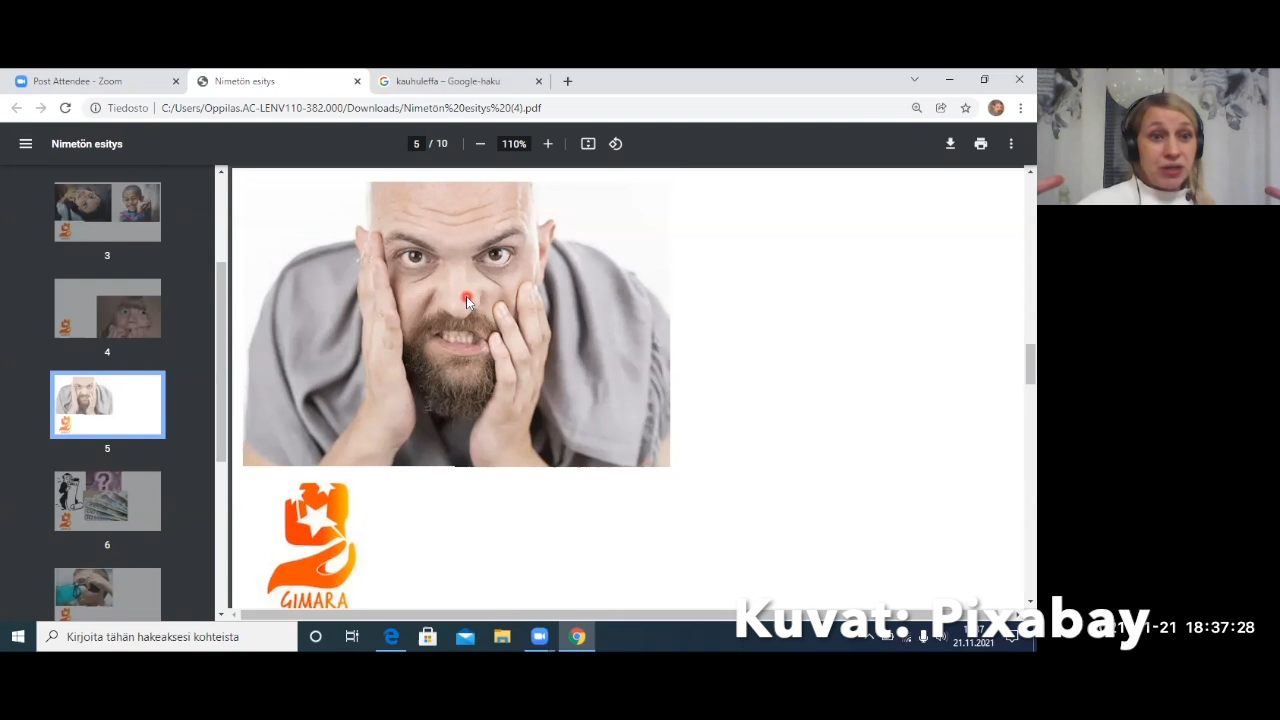 Post Attendee - Zoom
Nimetön esitys
kauhuleffa – Google-haku
Tiedosto
C:/Users/Oppilas.AC-LENV110-382.000/Downloads/Nimetön%20esitys%20(4).pdf
Nimetön esitys
5 / 10
110%
3
4
5
6
GIMARA
Kirjoita tähän hakeaksesi kohteista
Kuvat: Pixabay
18:37:28
21.11.2021